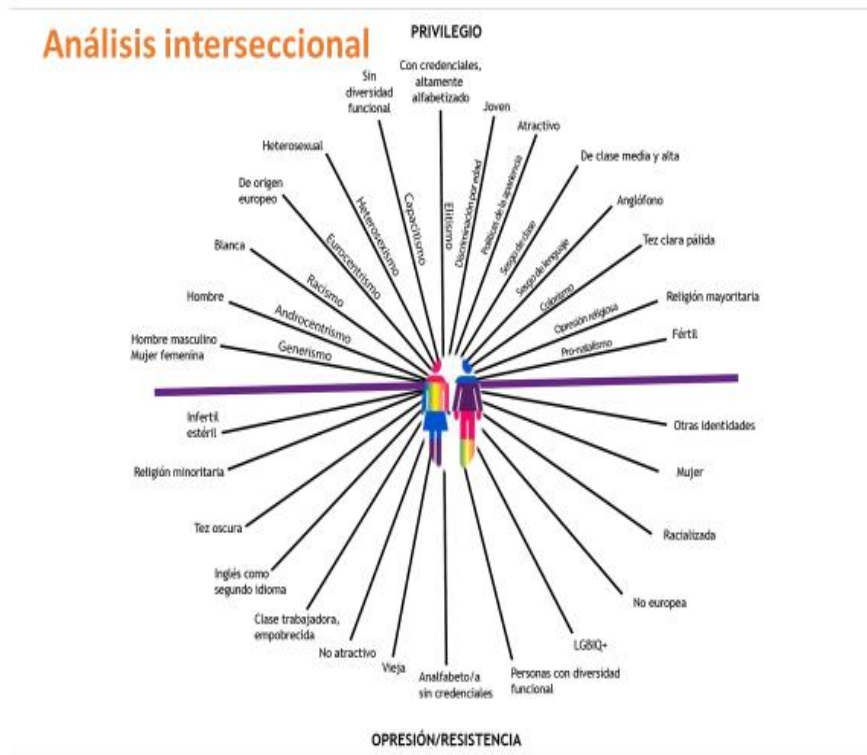 Análisis interseccional
PRIVILEGIO
Con credenciales,
altamente
alfabetizado
Sin
diversidad
funcional
Joven
Atractivo
Heterosexual
De clase media y alta
De origen
europeo
Anglófono
Blanca
Tez clara pálida
Hombre
Religión mayoritaria
Hombre masculino
Mujer femenina
Fértil
Generismo
Androcentrismo
Racismo
Eurocentrismo
Heterosexismo
Capacitismo
Elitismo
Discriminación por edad
Políticas de la apariencia
Sesgo de clase
Sesgo de lenguaje
Colorismo
Opresión religiosa
Pro-natalismo
Infertil
estéril
Otras identidades
Religión minoritaria
Mujer
Tez oscura
Racializada
Inglés como
segundo idioma
No europea
Clase trabajadora,
empobrecida
LGBIQ+
No atractivo
Vieja
Analfabeto/a
sin credenciales
Personas con diversidad
funcional
OPRESIÓN/RESISTENCIA